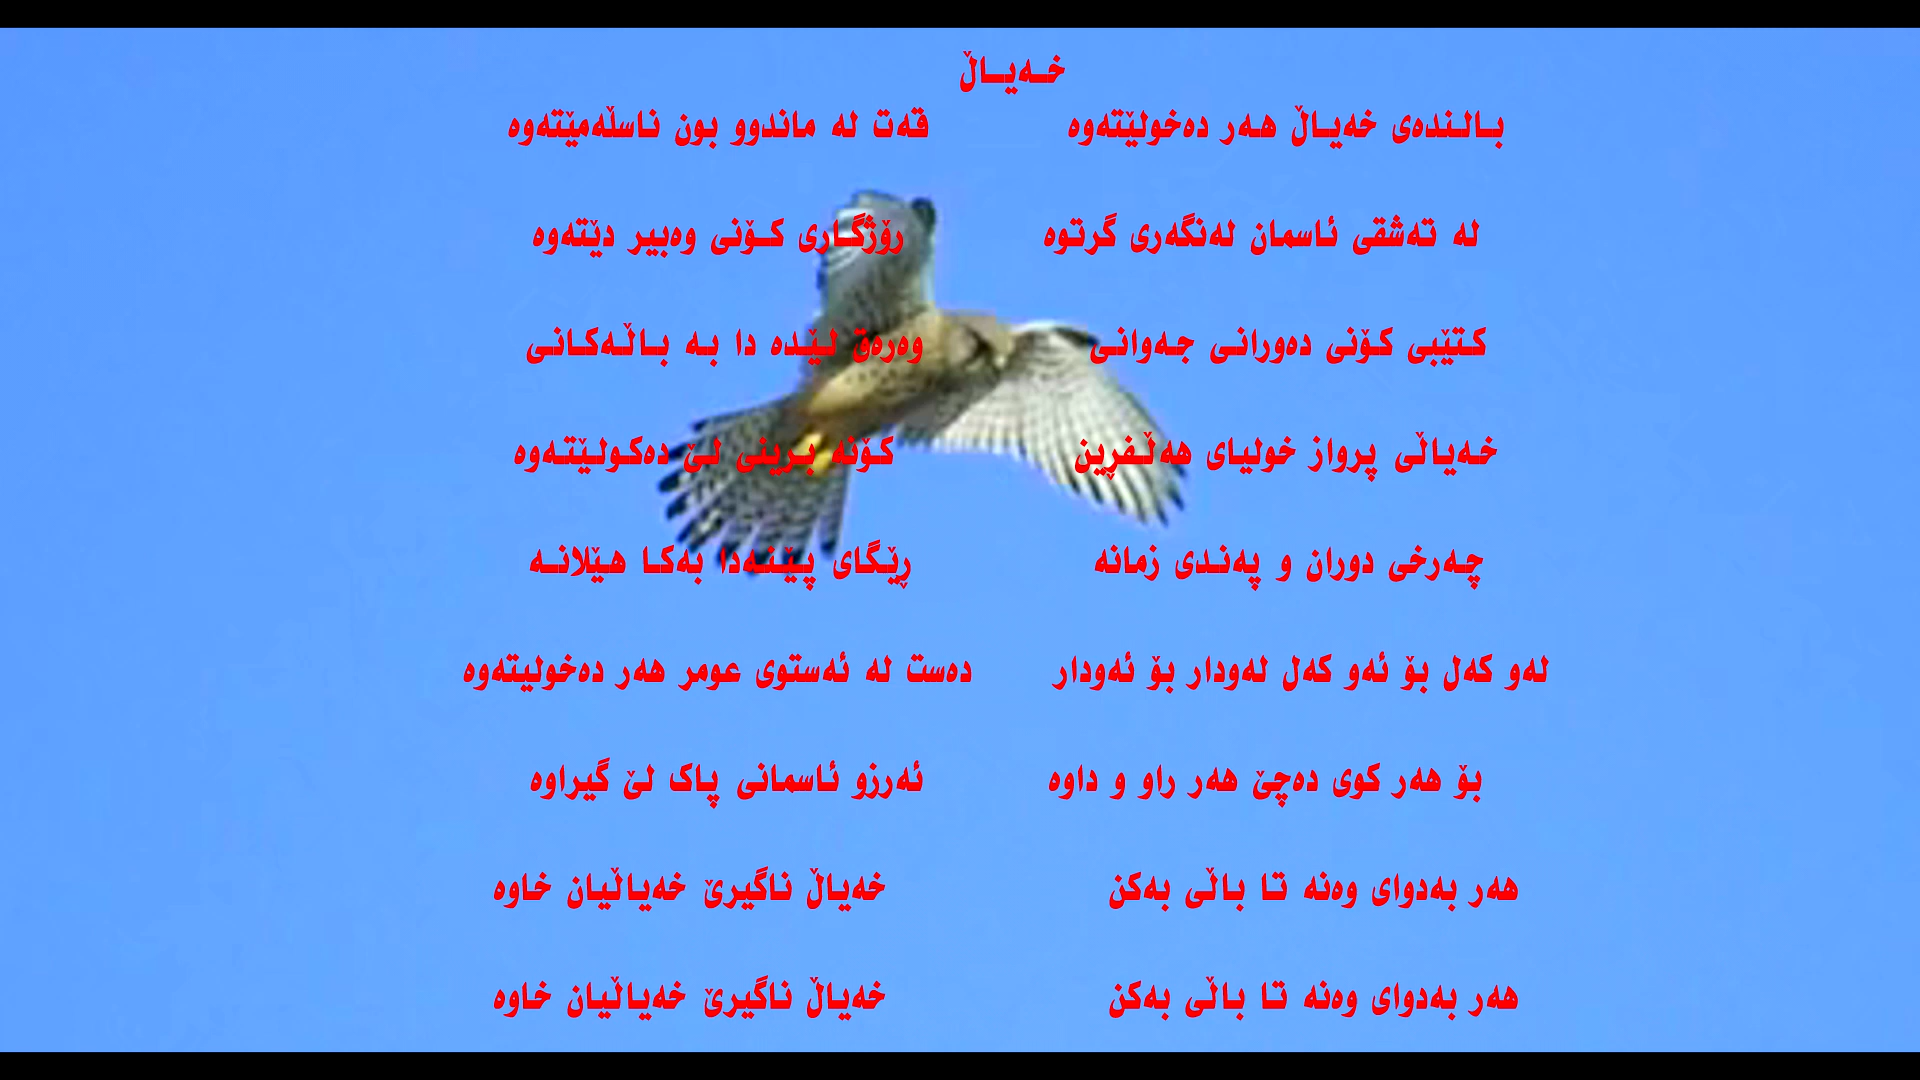 خەیاڵ
باڵندەی خەیاڵ هەر دەخولێتەوە قەت لە ماندوو بون ناسڵەمێتەوە
لە تەشقی ئاسمان لەنگەری گرتوە رۆژگاری کۆنی وەبیر دێتەوە
کتێبی کۆنی دەورانی جەوانی وەرەق لێدە دا بە باڵەکانی
خەیاڵی پرواز خولیای هەڵفڕین کۆنە برینی لێ دەکولێتەوە
چەرخی دوران و پەندی زمانە ڕێگای پێنەدا بەکا هێلانە
لەو کەل بۆ ئەو کەل لەودار بۆ ئەودار دەست لە ئەستوی عومر هەر دەخولیتەوە
بۆ هەر کوی دەچێ هەر راو و داوە ئەرزو ئاسمانی پاک لێ گیراوە
هەر بەدوای وەنە تا باڵی بەکن خەیاڵ ناگیرێ خەیاڵیان خاوە
هەر بەدوای وەنە تا باڵی بەکن خەیاڵ ناگیرێ خەیاڵیان خاوە